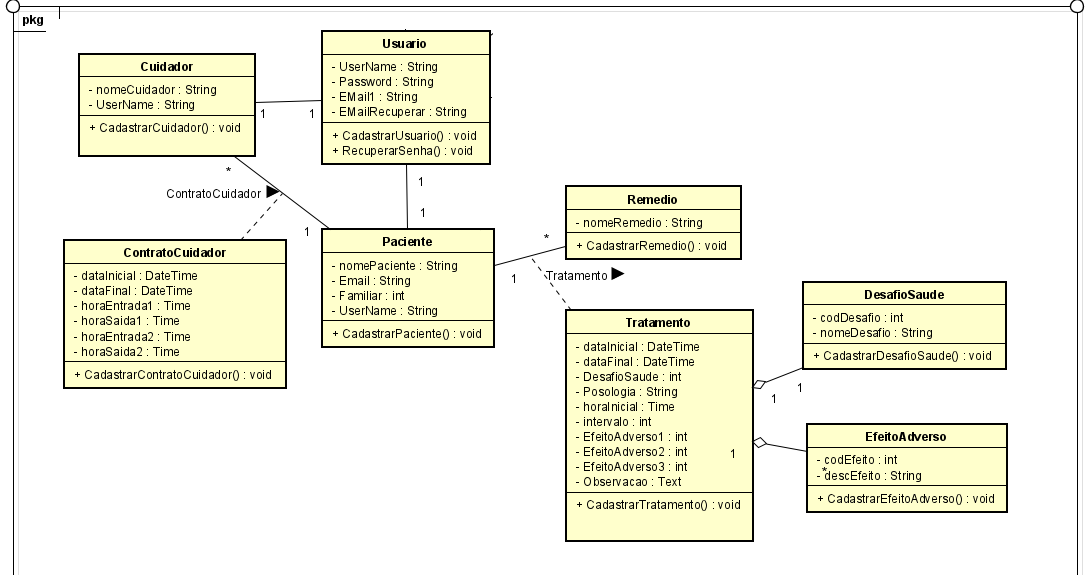 pkg
Cuidador
- nomeCuidador : String
- UserName : String
+ CadastrarCuidador() : void
Usuario
- UserName : String
- Password : String
- EMail1 : String
- EMailRecuperar : String
+ CadastrarUsuario() : void
+ RecuperarSenha() : void
1
1
*
ContratoCuidador
1
1
1
ContratoCuidador
- dataInicial : DateTime
- dataFinal : DateTime
- horaEntrada1 : Time
- horaSaida1 : Time
- horaEntrada2 : Time
- horaSaida2 : Time
+ CadastrarContratoCuidador() : void
Paciente
- nomePaciente : String
- Email : String
- Familiar : int
- UserName : String
+ CadastrarPaciente() : void
Remedio
- nomeRemedio : String
+ CadastrarRemedio() : void
*
1
Tratamento
Tratamento
- dataInicial : DateTime
- dataFinal : DateTime
- DesafioSaude : int
- Posologia : String
- horaInicial : Time
- intervalo : int
- EfeitoAdverso1 : int
- EfeitoAdverso2 : int
- EfeitoAdverso3 : int
- Observacao : Text
+ CadastrarTratamento() : void
1
DesafioSaude
- codDesafio : int
- nomeDesafio : String
+ CadastrarDesafioSaude() : void
1
1
EfeitoAdverso
- codEfeito : int
*
- descEfeito : String
+ CadastrarEfeitoAdverso() : void